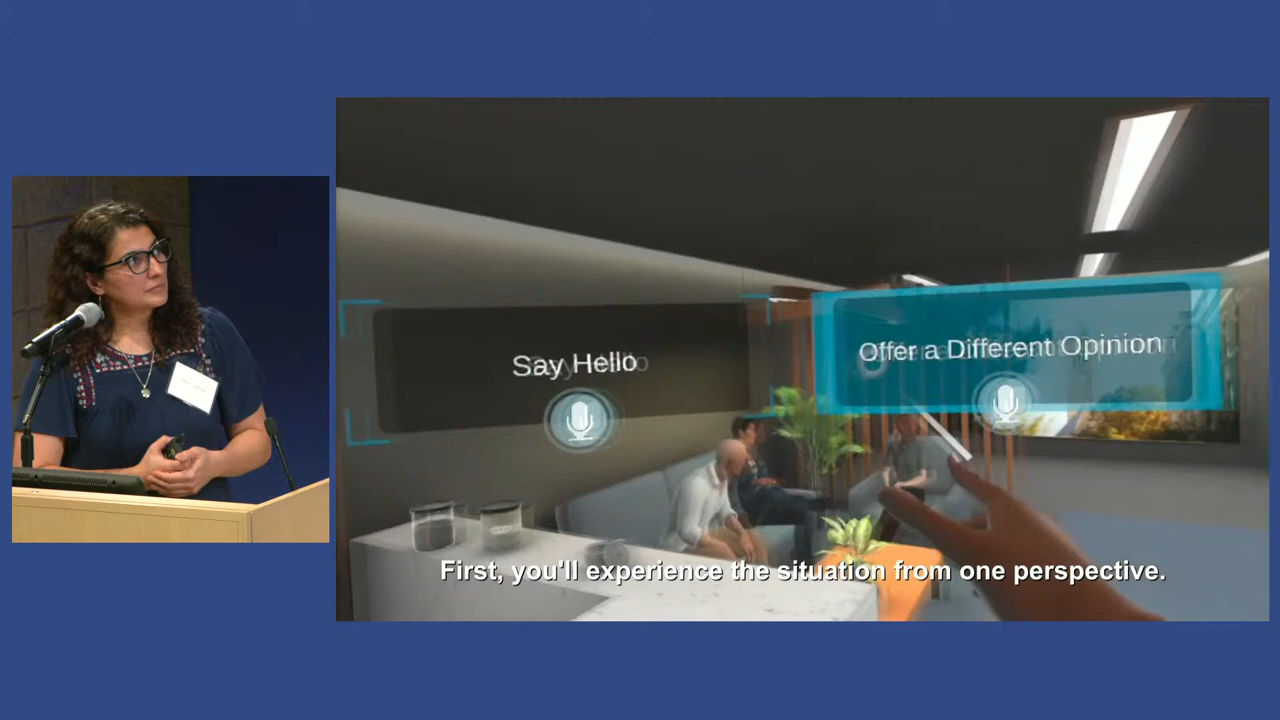 Say Hello
Offer a Different Opinion
First, you'll experience the situation from one perspective.